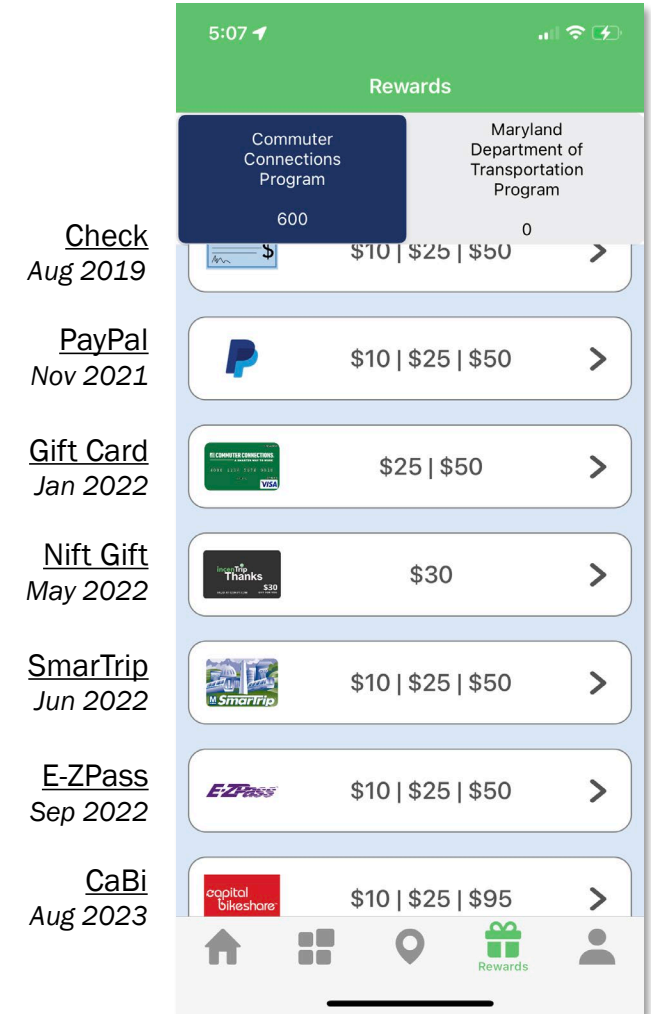 5:07
Rewards
Commuter
Connections
Program
600
Maryland
Department of
Transportation
Program
0
Check
Aug 2019
$
$10 | $25 | $50
PayPal
Nov 2021
$10 | $25 | $50
Gift Card
Jan 2022
COMMUTER CONNECTIONS
VISA
$25 | $50
Nift Gift
May 2022
incenTrip
Thanks
$30
$30
SmarTrip
Jun 2022
M SmarTrip
$10 | $25 | $50
E-ZPass
Sep 2022
E-ZPass
$10 | $25 | $50
CaBi
Aug 2023
capital
bikeshare
$10 | $25 | $95
Rewards